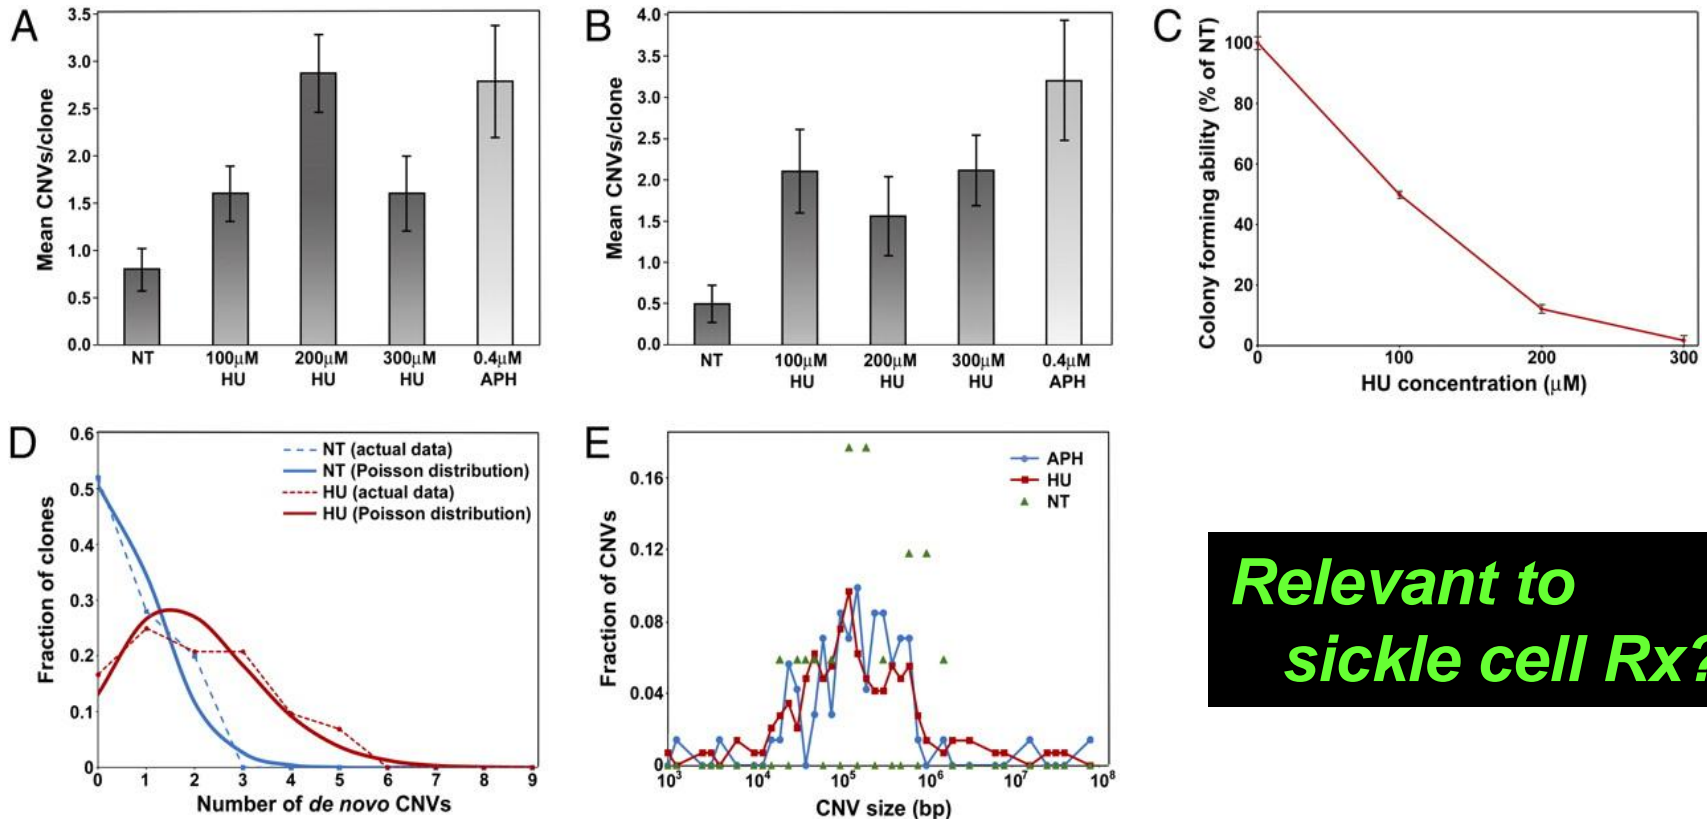 A
Mean CNVs/clone
3.5
3.0
2.5
2.0
1.5
1.0
0.5
0.0
NT 100µM 200µM 300µM 0.4µM
HU HU HU APH
B
Mean CNVs/clone
4.0
3.5
3.0
2.5
2.0
1.5
1.0
0.5
0.0
NT 100µM 200µM 300µM 0.4µM
HU HU HU APH
C
Colony forming ability (% of NT)
100
80
60
40
20
0
0 100 200 300
HU concentration (µM)
D
Fraction of clones
0.6
0.5
0.4
0.3
0.2
0.1
0
NT (actual data)
NT (Poisson distribution)
HU (actual data)
HU (Poisson distribution)
0 1 2 3 4 5 6 7 8 9
Number of de novo CNVs
E
Fraction of CNVs
0.16
0.12
0.08
0.04
0
APH
HU
NT
10³ 10⁴ 10⁵ 10⁶ 10⁷ 10⁸
CNV size (bp)
Relevant to
sickle cell Rx?